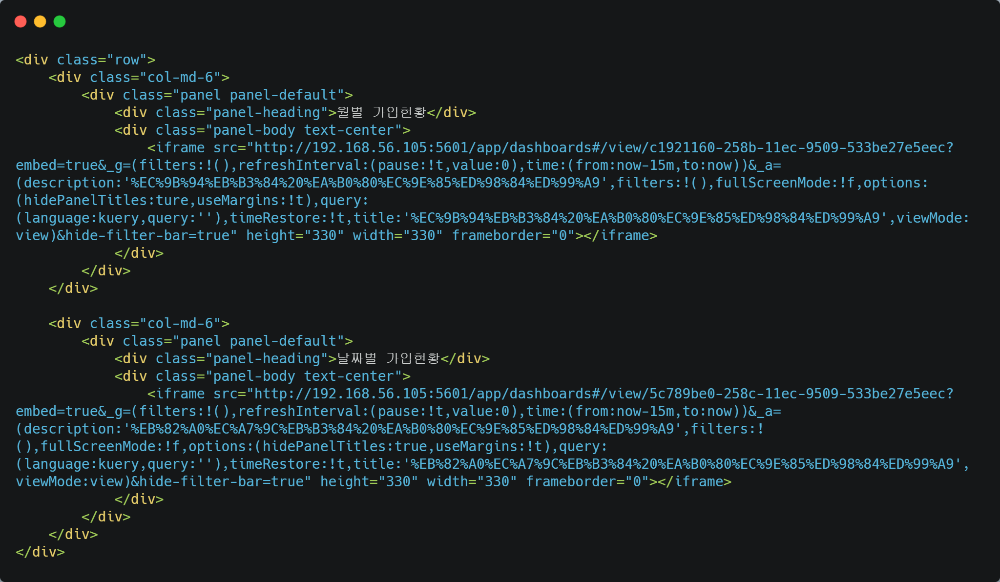 <div class="row">
    <div class="col-md-6">
        <div class="panel panel-default">
            <div class="panel-heading">월별 가입현황</div>
            <div class="panel-body text-center">
                <iframe src="http://192.168.56.105:5601/app/dashboards#/view/c1921160-258b-11ec-9509-533be27e5eec?
embed=true&_g=(filters:!(),refreshInterval:(pause:!t,value:0),time:(from:now-15m,to:now))&_a=
(description:'%EC%9B%94%EB%B3%84%20%EA%B0%80%EC%9E%85%ED%98%84%ED%99%A9',filters:!(),fullScreenMode:!f,options:
(hidePanelTitles:ture,useMargins:!t),query:
(language:kuery,query:''),timeRestore:!t,title:'%EC%9B%94%EB%B3%84%20%EA%B0%80%EC%9E%85%ED%98%84%ED%99%A9',viewMode:
view)&hide-filter-bar=true" height="330" width="330" frameborder="0"></iframe>
            </div>
        </div>
    </div>

    <div class="col-md-6">
        <div class="panel panel-default">
            <div class="panel-heading">날짜별 가입현황</div>
            <div class="panel-body text-center">
                <iframe src="http://192.168.56.105:5601/app/dashboards#/view/5c789be0-258c-11ec-9509-533be27e5eec?
embed=true&_g=(filters:!(),refreshInterval:(pause:!t,value:0),time:(from:now-15m,to:now))&_a=
(description:'%EB%82%A0%EC%A7%9C%EB%B3%84%20%EA%B0%80%EC%9E%85%ED%98%84%ED%99%A9',filters:!
(),fullScreenMode:!f,options:(hidePanelTitles:true,useMargins:!t),query:
(language:kuery,query:''),timeRestore:!t,title:'%EB%82%A0%EC%A7%9C%EB%B3%84%20%EA%B0%80%EC%9E%85%ED%98%84%ED%99%A9',
viewMode:view)&hide-filter-bar=true" height="330" width="330" frameborder="0"></iframe>
            </div>
        </div>
    </div>
</div>